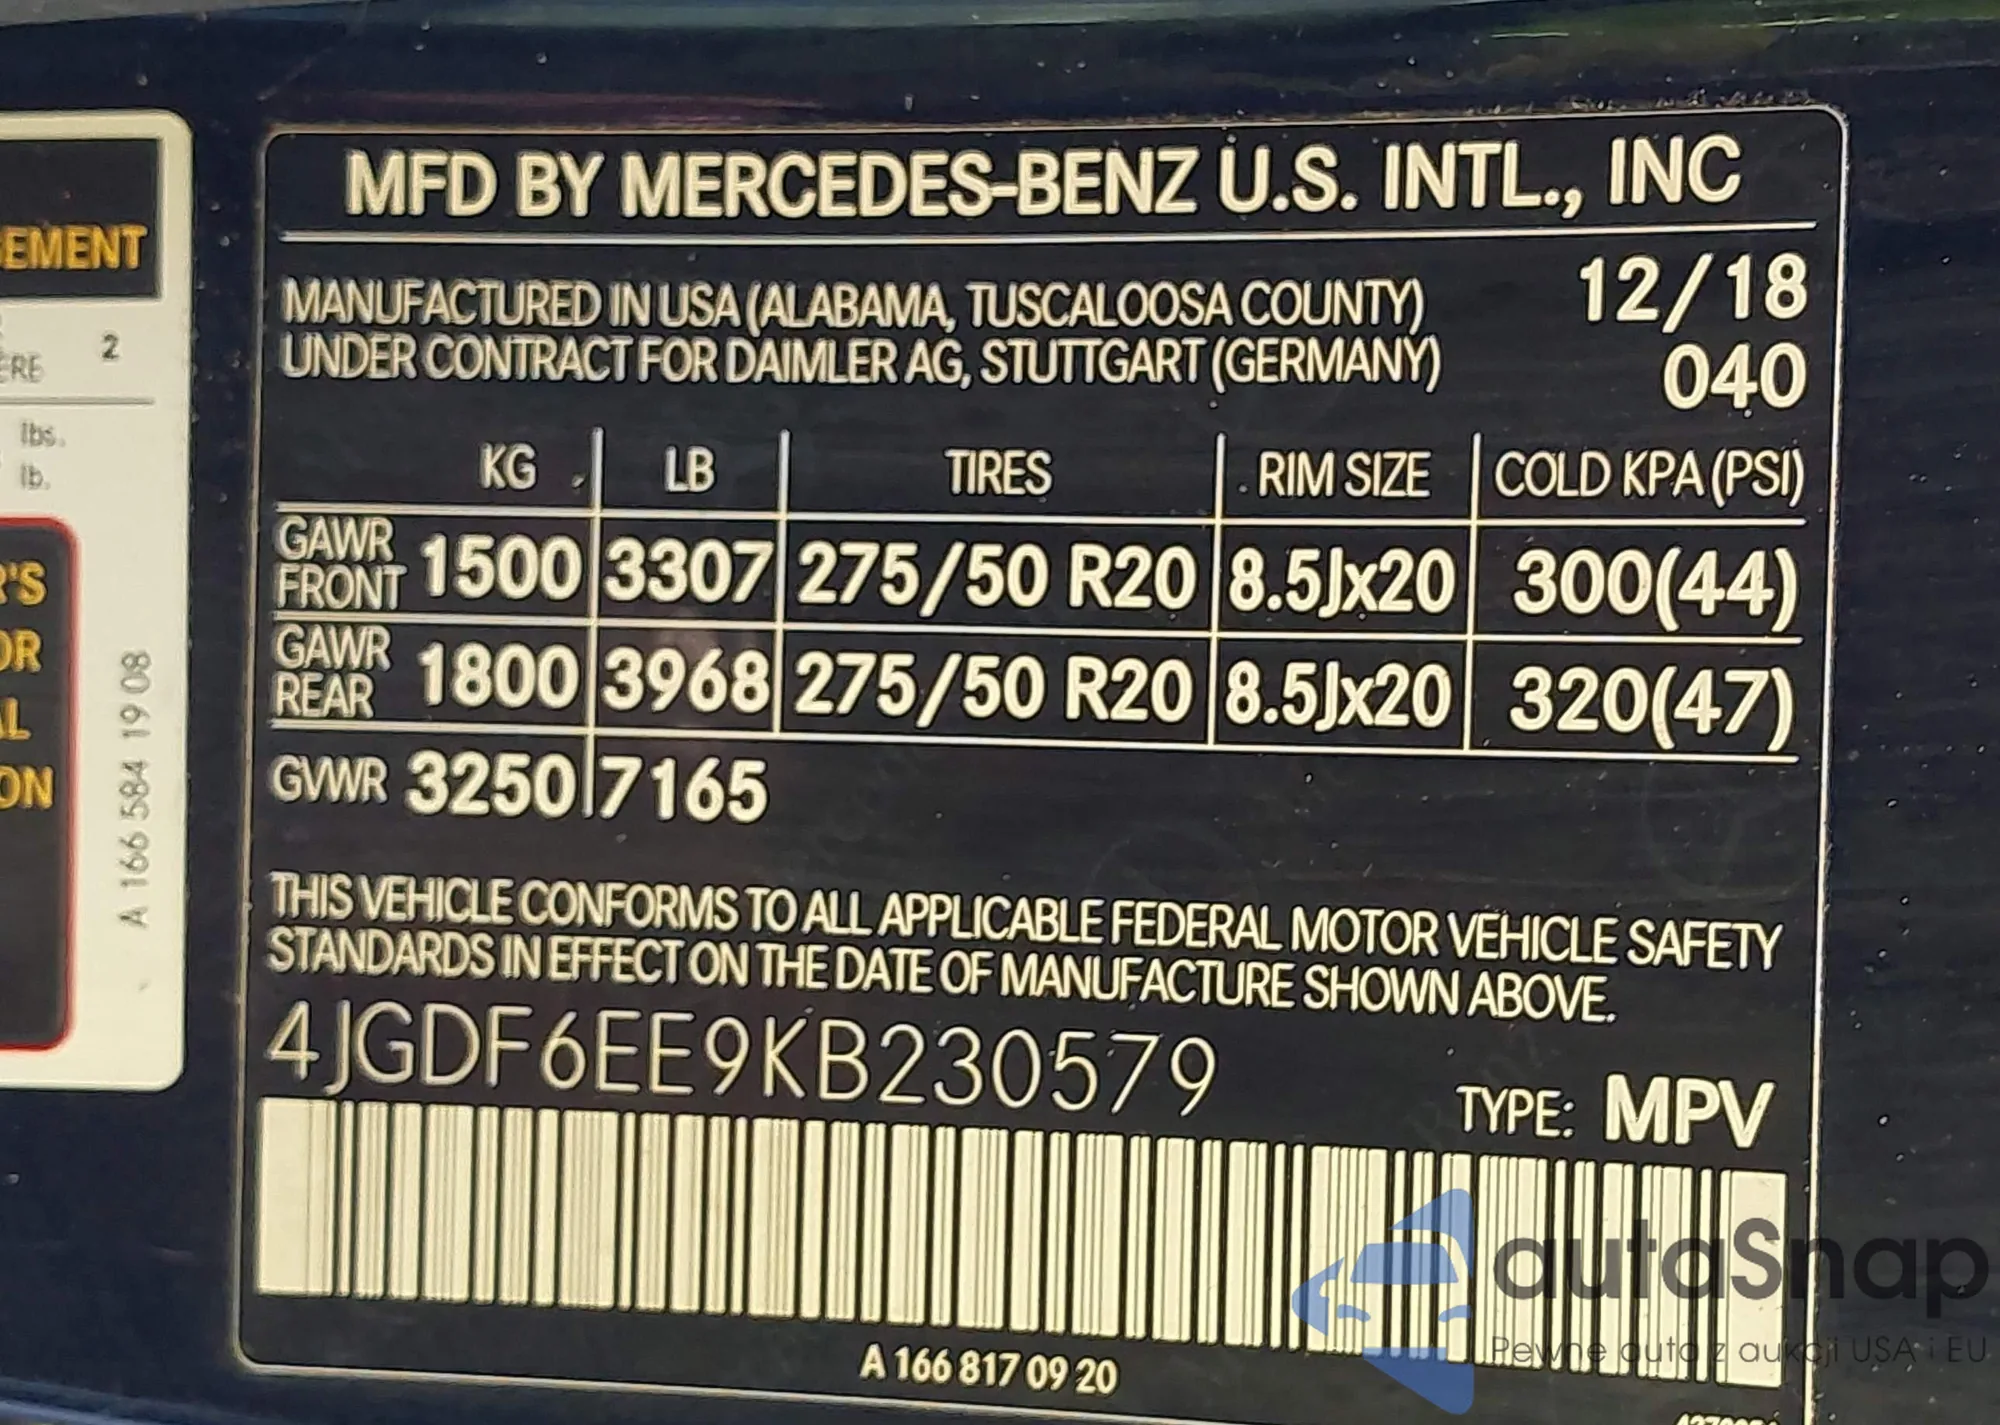 EMENT
ERE 2
lbs.
lb.
R'S
OR
AL
ON
A 166 584 19 08
MFD BY MERCEDES-BENZ U.S. INTL., INC
MANUFACTURED IN USA (ALABAMA, TUSCALOOSA COUNTY) 12/18
UNDER CONTRACT FOR DAIMLER AG, STUTTGART (GERMANY) 040
KG LB TIRES RIM SIZE COLD KPA (PSI)
GAWR FRONT 1500 3307 275/50 R20 8.5Jx20 300(44)
GAWR REAR 1800 3968 275/50 R20 8.5Jx20 320(47)
GVWR 3250 7165
THIS VEHICLE CONFORMS TO ALL APPLICABLE FEDERAL MOTOR VEHICLE SAFETY
STANDARDS IN EFFECT ON THE DATE OF MANUFACTURE SHOWN ABOVE.
4JGDF6EE9KB230579
TYPE: MPV
A 166 817 09 20
autaSnap
Pewne auta z aukcji USA i EU